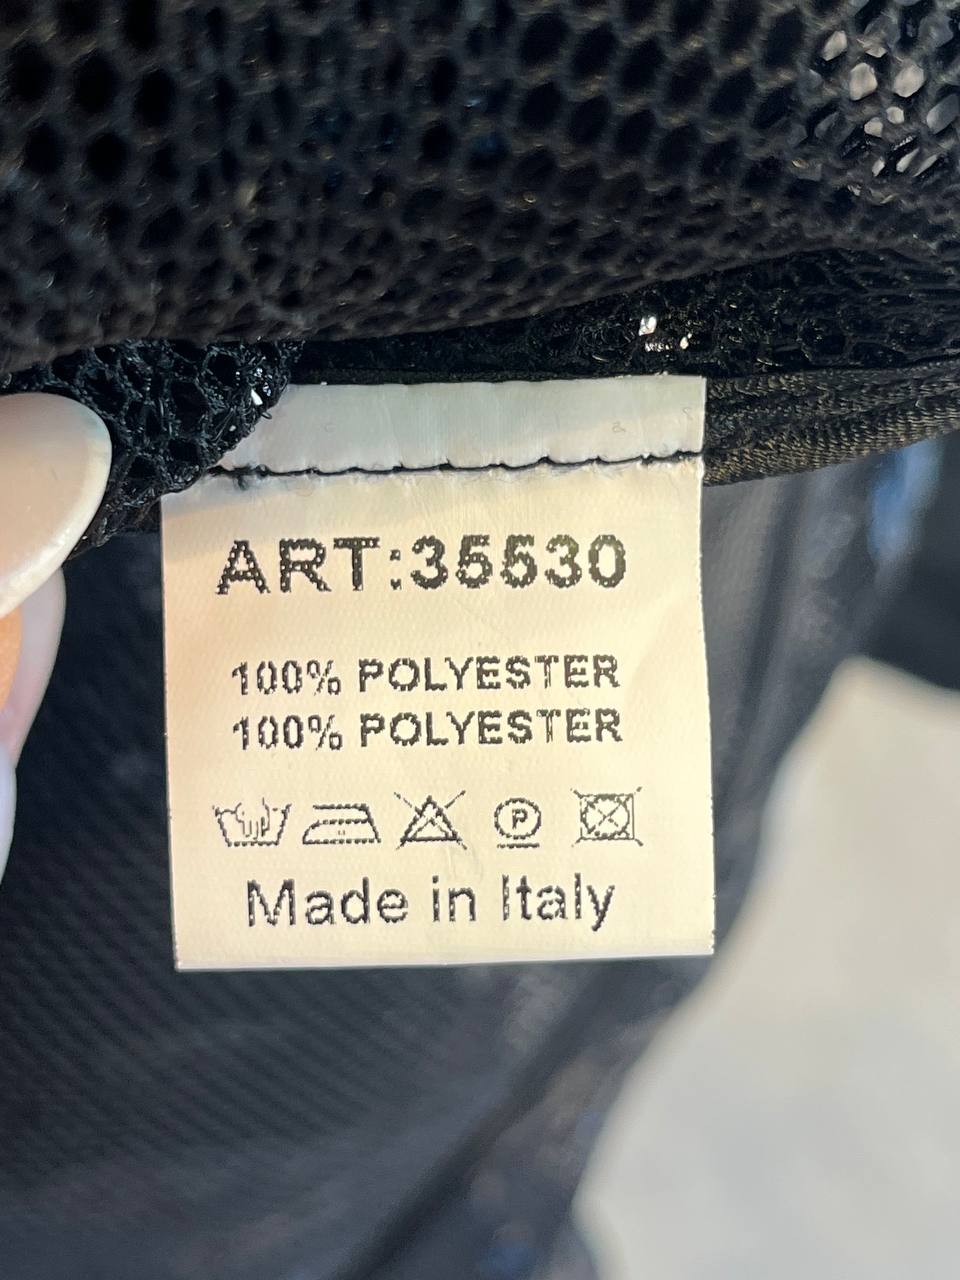 ART:35530
100% POLYESTER
100% POLYESTER
P
Made in Italy